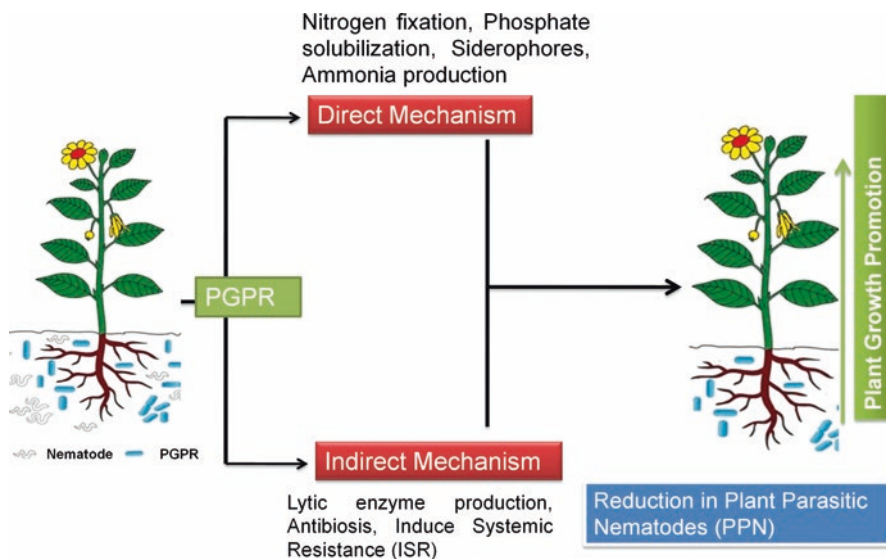 Nitrogen fixation, Phosphate
solubilization, Siderophores,
Ammonia production
Direct Mechanism
PGPR
Nematode PGPR
Indirect Mechanism
Lytic enzyme production,
Antibiosis, Induce Systemic
Resistance (ISR)
Plant Growth Promotion
Reduction in Plant Parasitic
Nematodes (PPN)